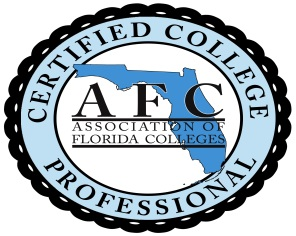 CERTIFIED COLLEGE
AFC
ASSOCIATION OF
FLORIDA COLLEGES
PROFESSIONAL